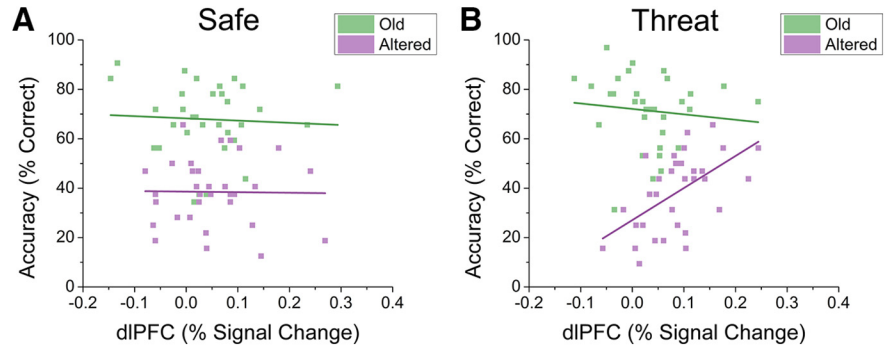 A
Safe
Old
Altered
100
80
60
40
20
0
-0.2
-0.1
0.0
0.1
0.2
0.3
0.4
Accuracy (% Correct)
dlPFC (% Signal Change)
B
Threat
Old
Altered
100
80
60
40
20
0
-0.2
-0.1
0.0
0.1
0.2
0.3
0.4
Accuracy (% Correct)
dlPFC (% Signal Change)